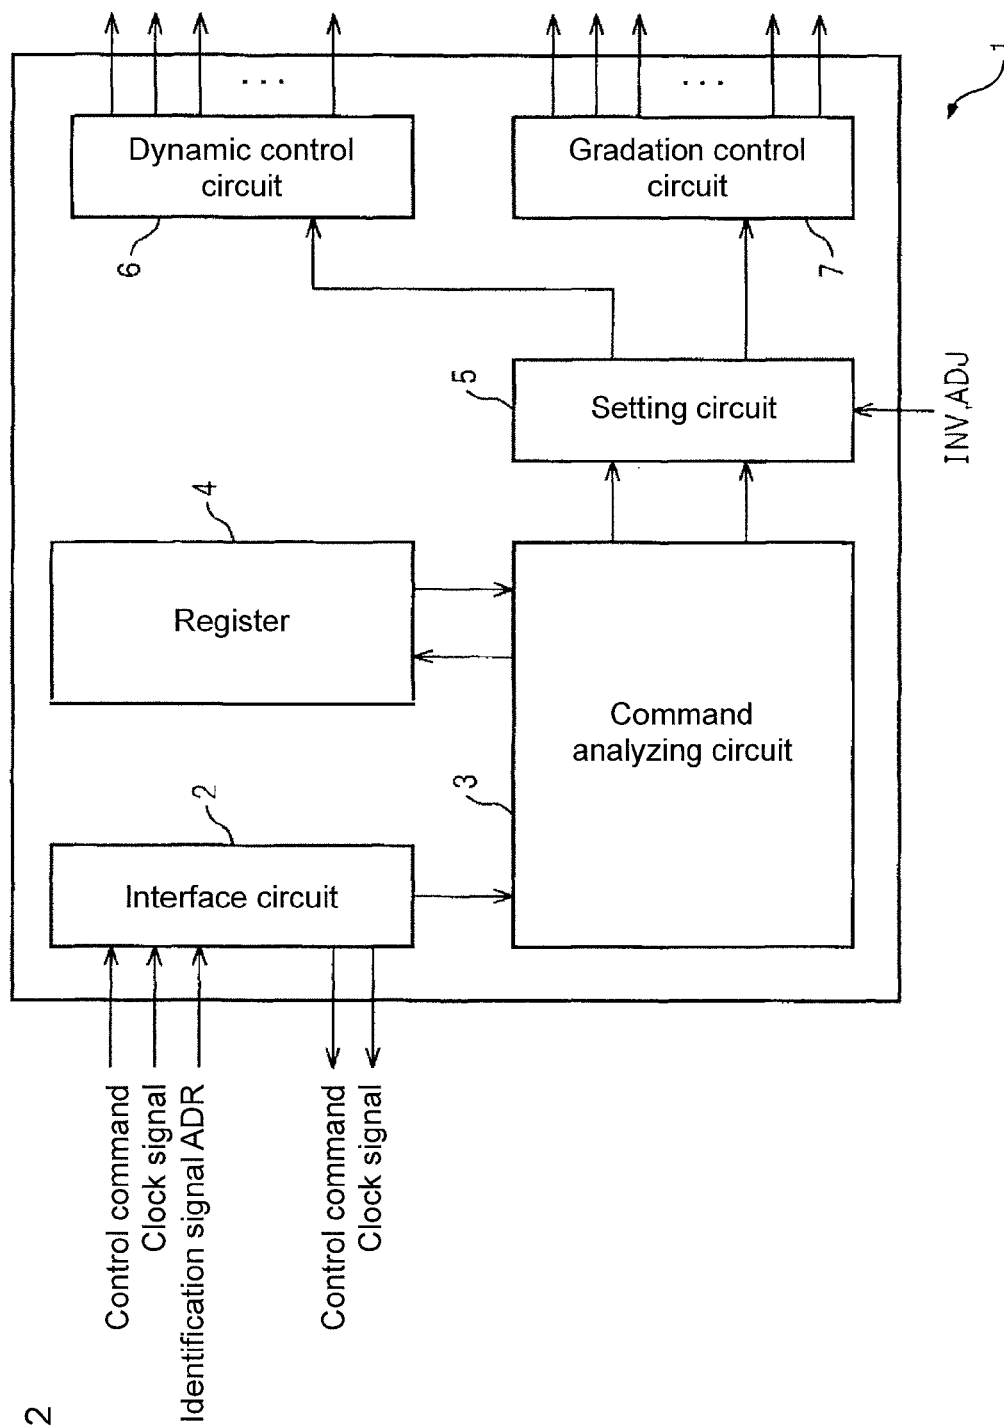 Dynamic control
circuit
6
Gradation control
circuit
7
1
5
Setting circuit
INV,ADJ
4
Register
Command
analyzing circuit
3
2
Interface circuit
Control command
Clock signal
Identification signal ADR
Control command
Clock signal
2